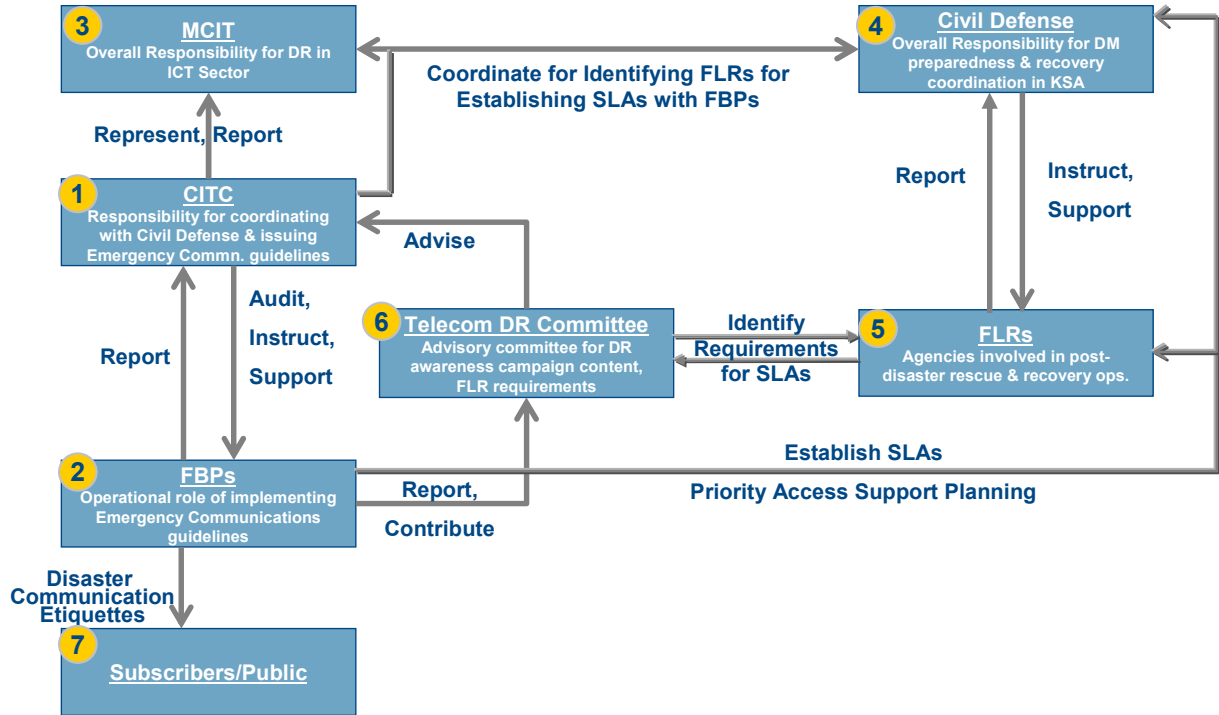 3
MCIT
Overall Responsibility for DR in
ICT Sector
4
Civil Defense
Overall Responsibility for DM
preparedness & recovery
coordination in KSA
Coordinate for Identifying FLRs for
Establishing SLAs with FBPs
Represent, Report
1
CITC
Responsibility for coordinating
with Civil Defense & issuing
Emergency Commn. guidelines
Report
Instruct,
Support
Advise
Audit,
Instruct,
Support
Report
6
Telecom DR Committee
Advisory committee for DR
awareness campaign content,
FLR requirements
Identify
Requirements
for SLAs
5
FLRs
Agencies involved in post-
disaster rescue & recovery ops.
2
FBPs
Operational role of implementing
Emergency Communications
guidelines
Report,
Contribute
Establish SLAs
Priority Access Support Planning
Disaster
Communication
Etiquettes
7
Subscribers/Public